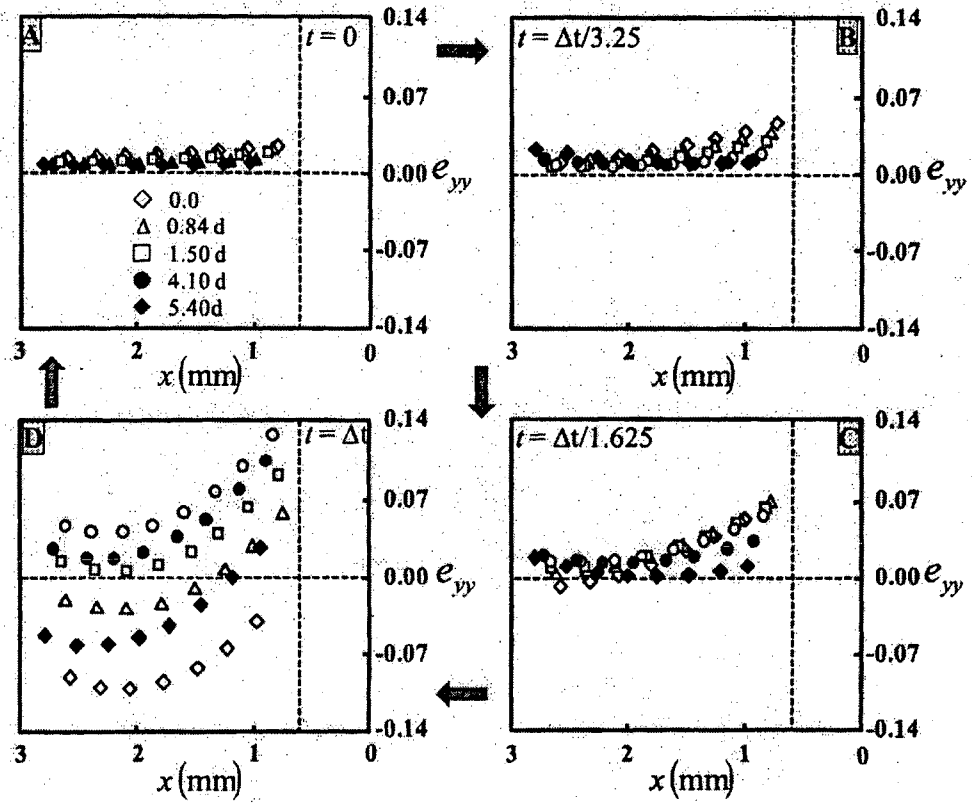 A t = 0
0.14
0.07
0.00 e_yy
-0.07
-0.14
◇ 0.0
△ 0.84 d
□ 1.50 d
● 4.10 d
◆ 5.40d
3 2 1 0
x (mm)
t = Δt/3.25 B
0.14
0.07
0.00 e_yy
-0.07
-0.14
3 2 1 0
x (mm)
D t = Δt
0.14
0.07
0.00 e_yy
-0.07
-0.14
3 2 1 0
x (mm)
t = Δt/1.625 C
0.14
0.07
0.00 e_yy
-0.07
-0.14
3 2 1 0
x (mm)